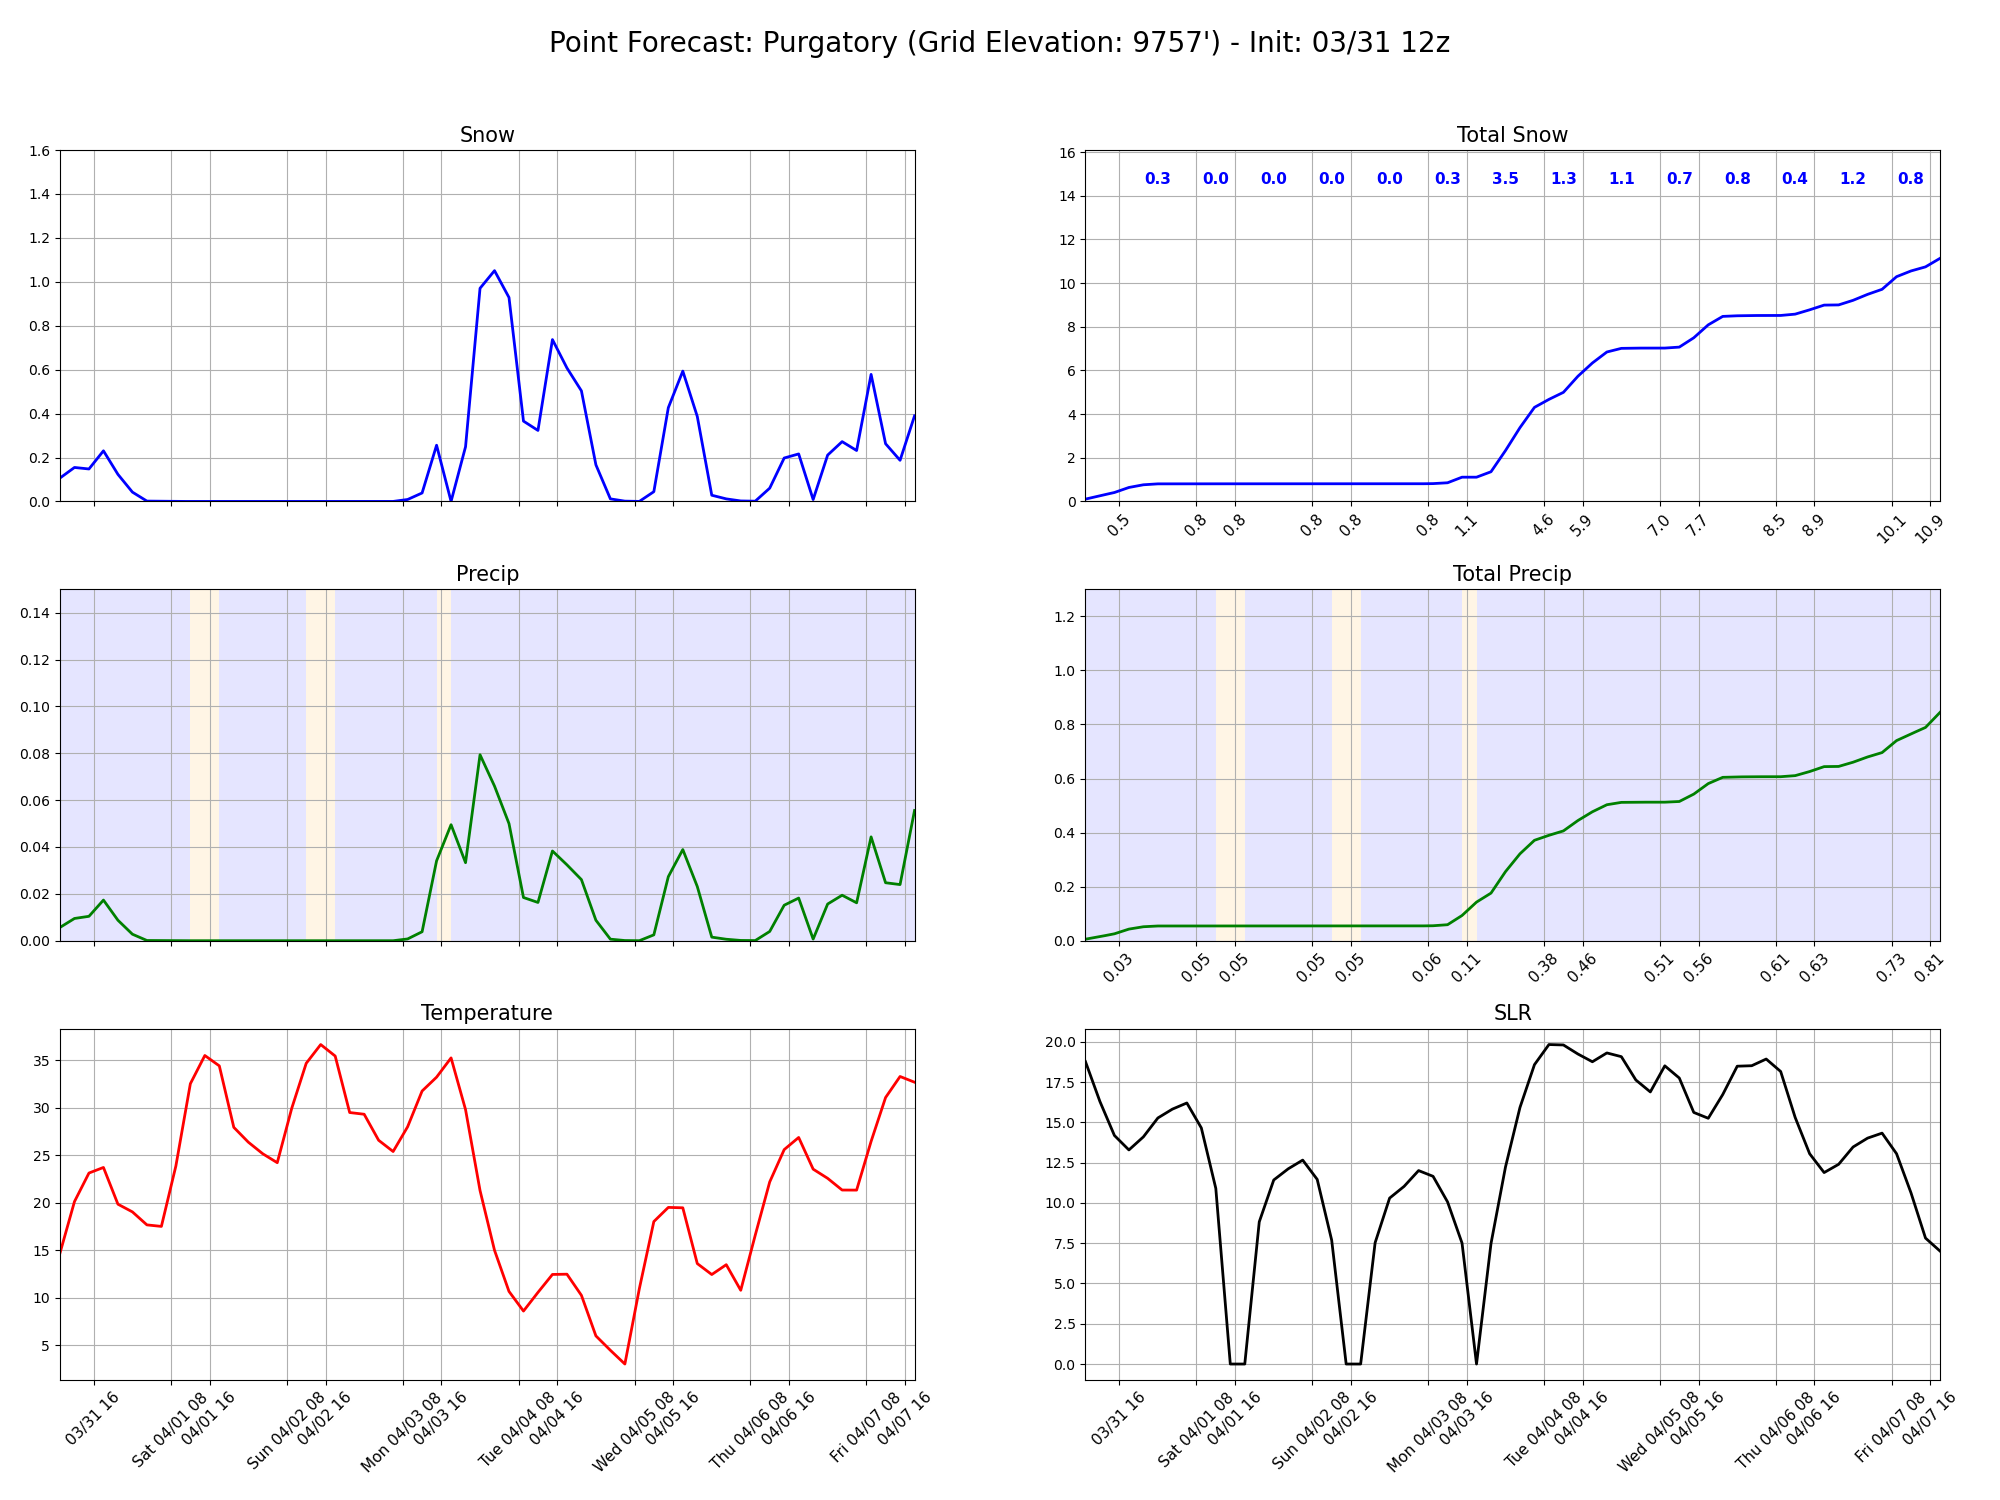 Point Forecast: Purgatory (Grid Elevation: 9757') - Init: 03/31 12z
Snow
1.6
1.4
1.2
1.0
0.8
0.6
0.4
0.2
0.0
Total Snow
16
14
12
10
8
6
4
2
0
0.3 0.0 0.0 0.0 0.0 0.3 3.5 1.3 1.1 0.7 0.8 0.4 1.2 0.8
0.5 0.8 0.8 0.8 0.8 0.8 1.1 4.6 5.9 7.0 7.7 8.5 8.9 10.1 10.9
Precip
0.14
0.12
0.10
0.08
0.06
0.04
0.02
0.00
Total Precip
1.2
1.0
0.8
0.6
0.4
0.2
0.0
0.03 0.05 0.05 0.05 0.05 0.06 0.11 0.38 0.46 0.51 0.56 0.61 0.63 0.73 0.81
Temperature
35
30
25
20
15
10
5
03/31 16
Sat 04/01 08
04/01 16
Sun 04/02 08
04/02 16
Mon 04/03 08
04/03 16
Tue 04/04 08
04/04 16
Wed 04/05 08
04/05 16
Thu 04/06 08
04/06 16
Fri 04/07 08
04/07 16
SLR
20.0
17.5
15.0
12.5
10.0
7.5
5.0
2.5
0.0
03/31 16
Sat 04/01 08
04/01 16
Sun 04/02 08
04/02 16
Mon 04/03 08
04/03 16
Tue 04/04 08
04/04 16
Wed 04/05 08
04/05 16
Thu 04/06 08
04/06 16
Fri 04/07 08
04/07 16